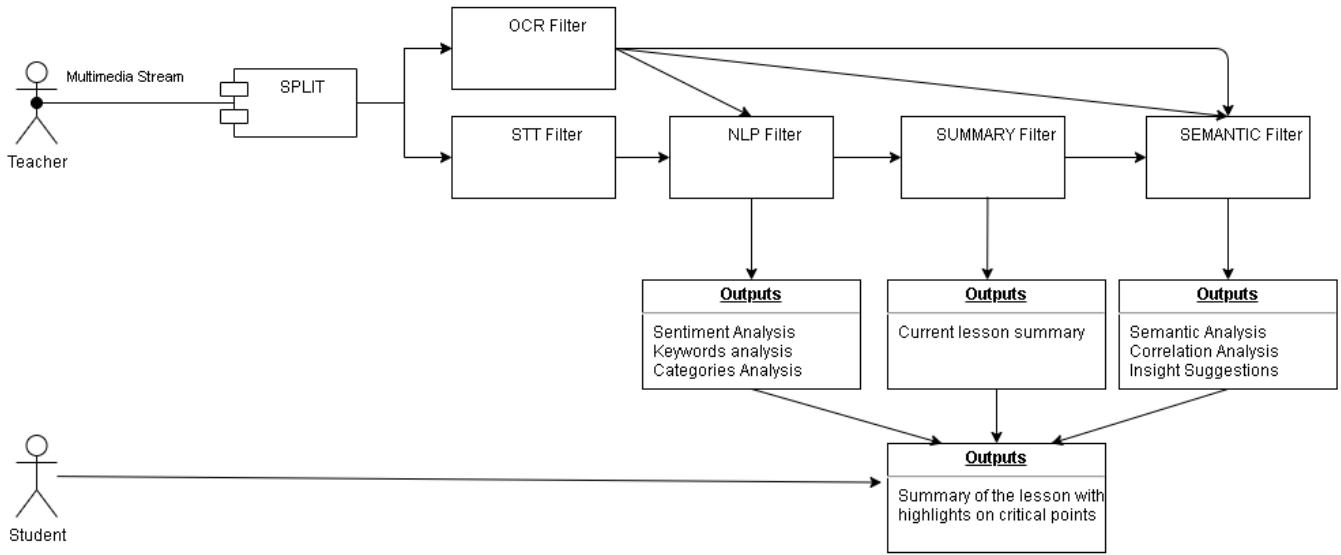 OCR Filter
Multimedia Stream
SPLIT
Teacher
STT Filter
NLP Filter
SUMMARY Filter
SEMANTIC Filter
Outputs
Sentiment Analysis
Keywords analysis
Categories Analysis
Outputs
Current lesson summary
Outputs
Semantic Analysis
Correlation Analysis
Insight Suggestions
Student
Outputs
Summary of the lesson with
highlights on critical points